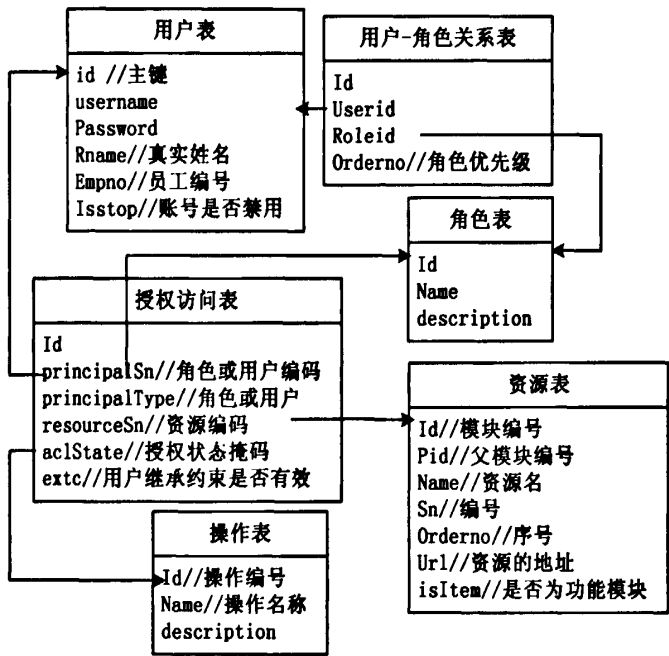 用户表
id //主键
username
Password
Rname//真实姓名
Empno//员工编号
Isstop//账号是否禁用
用户-角色关系表
Id
Userid
Roleid
Orderno//角色优先级
角色表
Id
Name
description
授权访问表
Id
principalSn//角色或用户编码
principalType//角色或用户
resourceSn//资源编码
aclState//授权状态掩码
extc//用户继承约束是否有效
资源表
Id//模块编号
Pid//父模块编号
Name//资源名
Sn//编号
Orderno//序号
Url//资源的地址
isItem//是否为功能模块
操作表
Id//操作编号
Name//操作名称
description